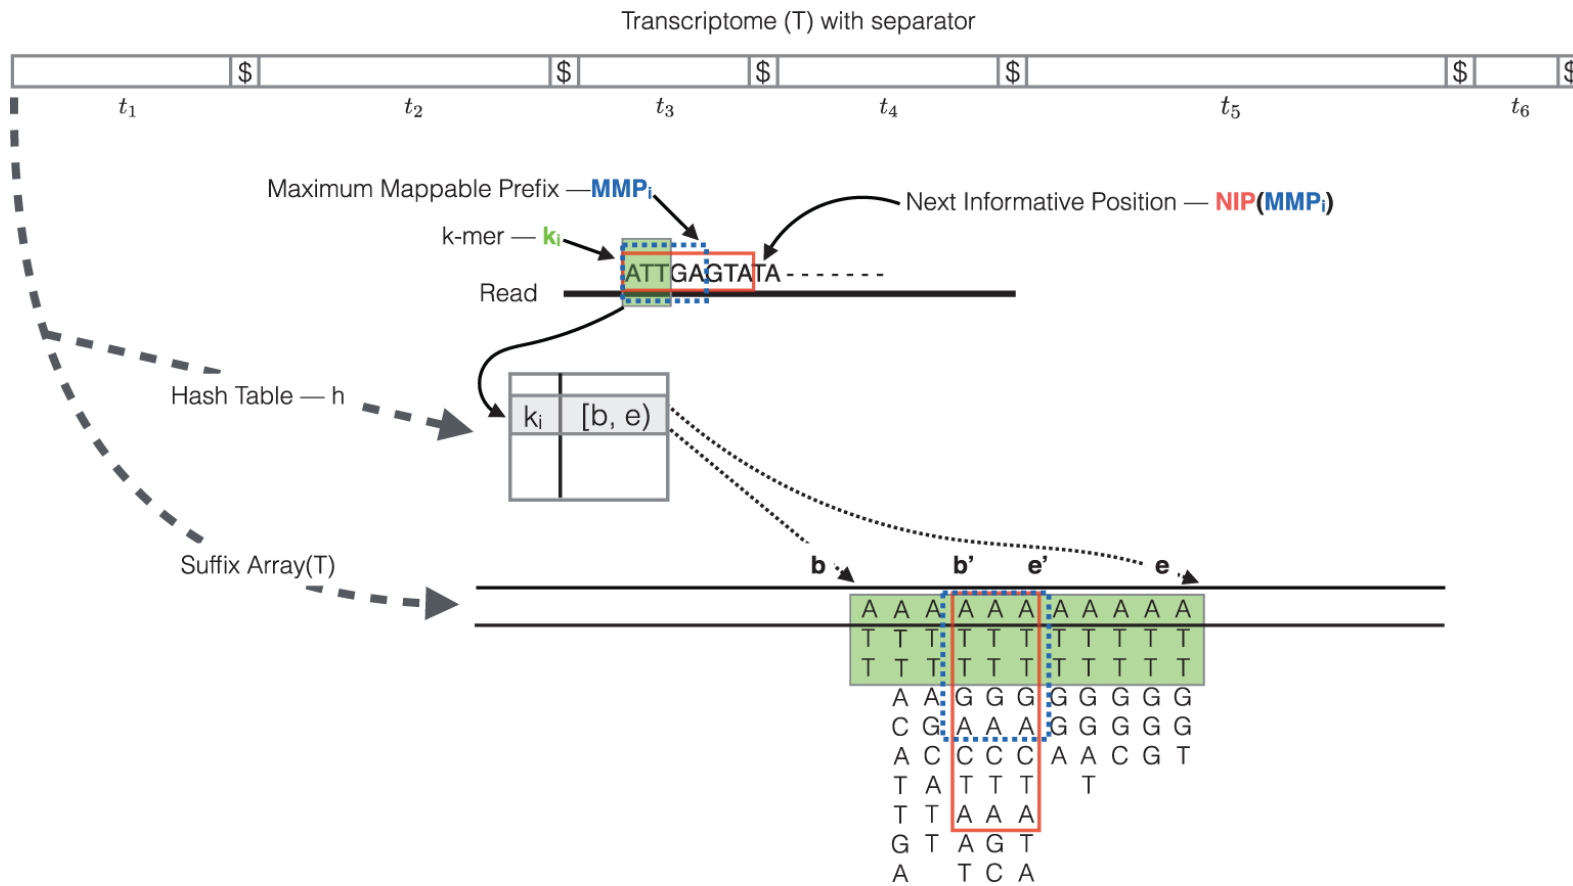 Transcriptome (T) with separator
$ $ $ $ $ $
t1 t2 t3 t4 t5 t6
Maximum Mappable Prefix —MMPi
Next Informative Position — NIP(MMPi)
k-mer — ki
ATTGAGTATA-------
Read
Hash Table — h
ki [b, e)
Suffix Array(T)
b b' e' e
A A A A A A A A A A A
T T T T T T T T T T T
T T T T T T T T T T T
A A G G G G G G G G
C G A A A G G G G G
A C C C C A A C G T
T A T T T T
T T A A A
G T A G T
A T C A